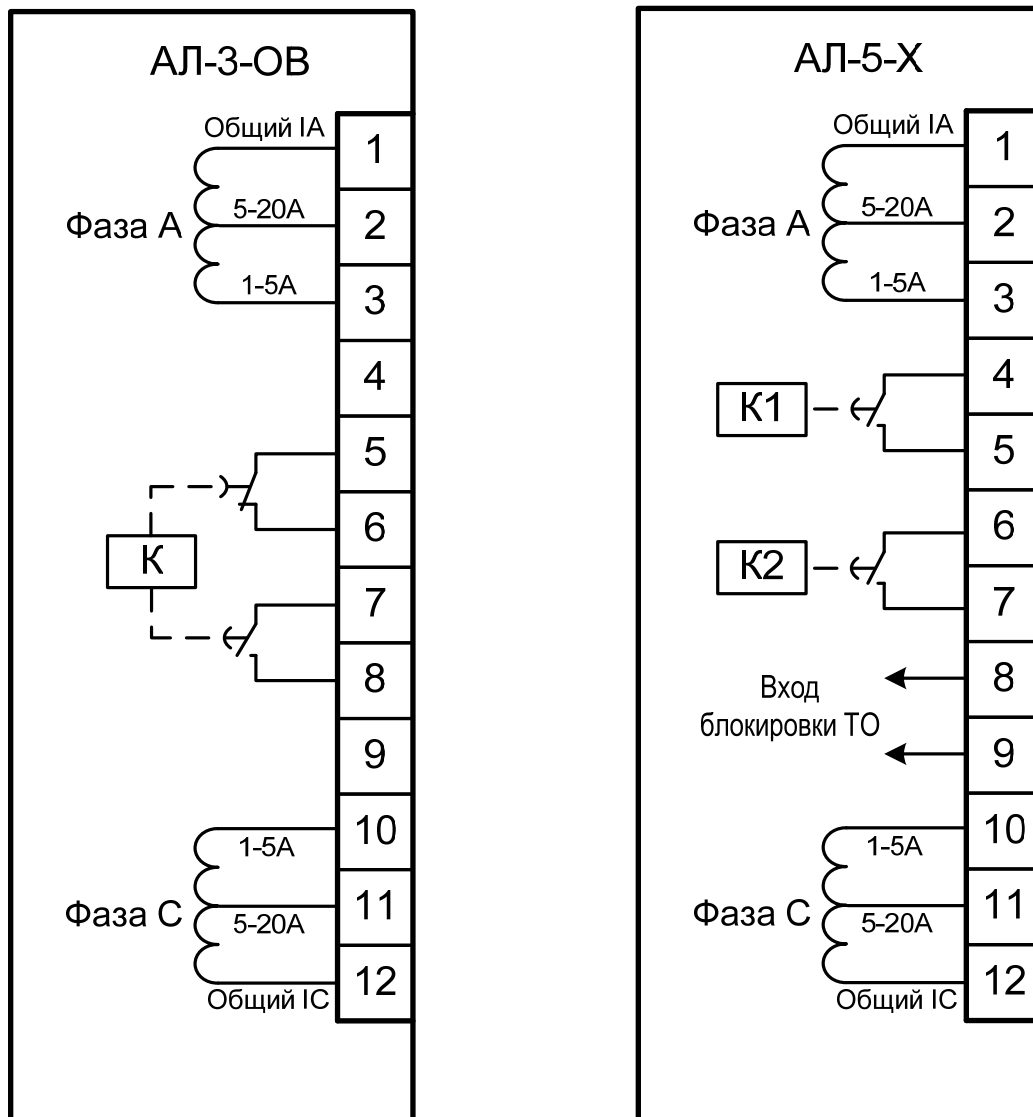 АЛ-3-ОВ
Общий IA
1
Фаза А
5-20А
2
1-5А
3
4
5
6
К
7
8
9
10
1-5А
Фаза С
11
5-20А
12
Общий IC
АЛ-5-Х
Общий IA
1
Фаза А
5-20А
2
1-5А
3
4
К1
5
6
К2
7
8
Вход
блокировки ТО
9
10
1-5А
Фаза С
11
5-20А
12
Общий IC